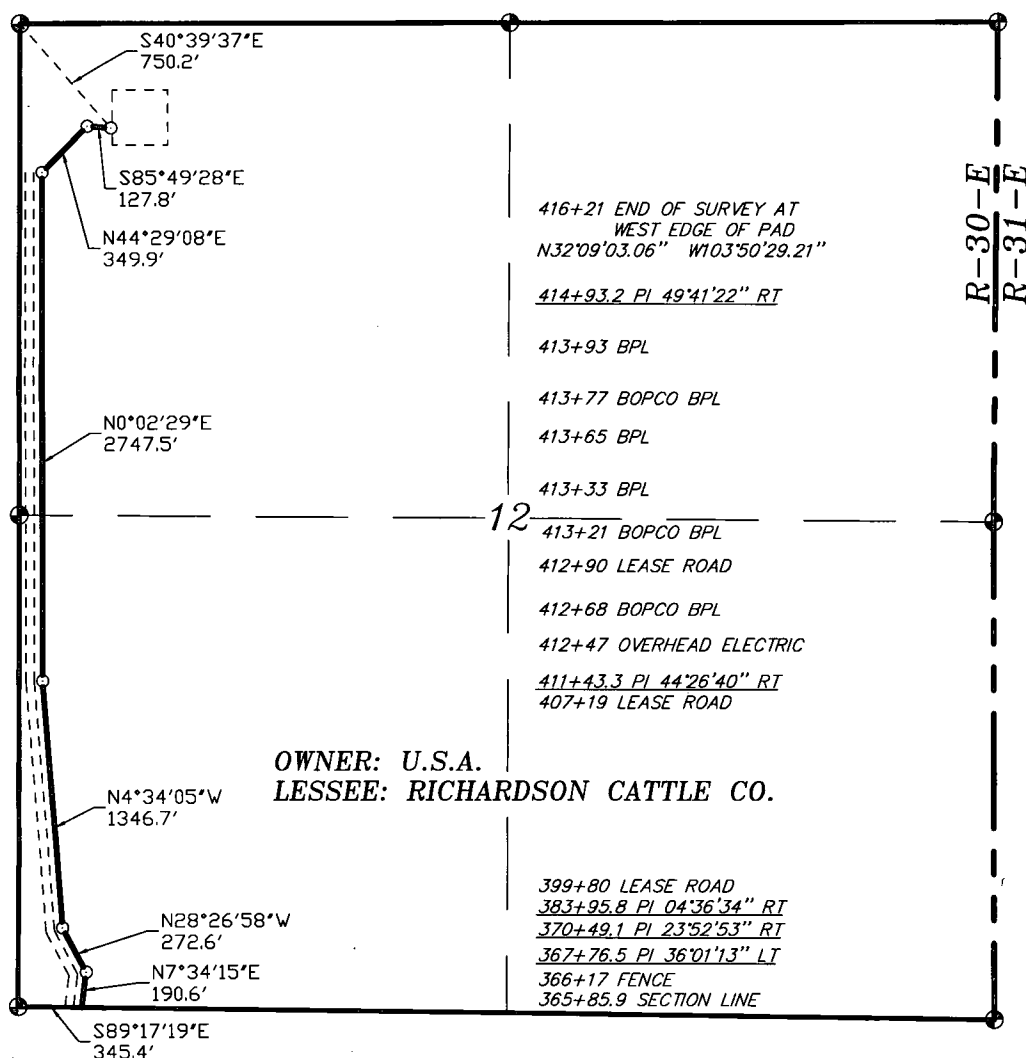 S40°39'37"E
750.2'
S85°49'28"E
127.8'
N44°29'08"E
349.9'
416+21 END OF SURVEY AT
WEST EDGE OF PAD
N32°09'03.06" W103°50'29.21"
R-30-E
R-31-E
414+93.2 PI 49°41'22" RT
413+93 BPL
413+77 BOPCO BPL
N0°02'29"E
2747.5'
413+65 BPL
413+33 BPL
12
413+21 BOPCO BPL
412+90 LEASE ROAD
412+68 BOPCO BPL
412+47 OVERHEAD ELECTRIC
411+43.3 PI 44°26'40" RT
407+19 LEASE ROAD
OWNER: U.S.A.
LESSEE: RICHARDSON CATTLE CO.
N4°34'05"W
1346.7'
399+80 LEASE ROAD
383+95.8 PI 04°36'34" RT
370+49.1 PI 23°52'53" RT
367+76.5 PI 36°01'13" LT
366+17 FENCE
365+85.9 SECTION LINE
N28°26'58"W
272.6'
N7°34'15"E
190.6'
S89°17'19"E
345.4'